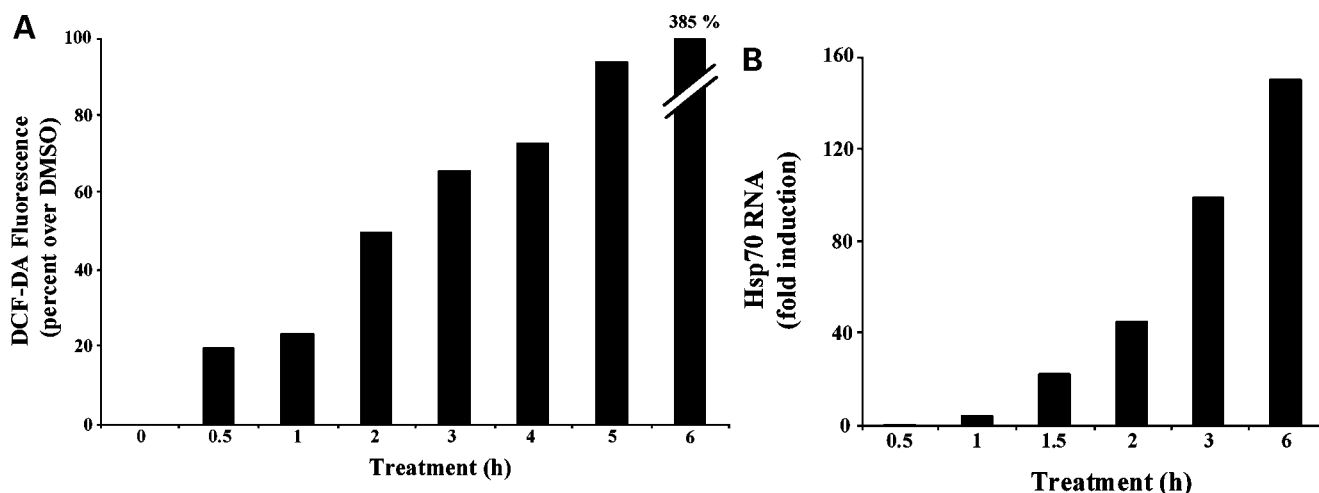 A
385 %
DCF-DA Fluorescence
(percent over DMSO)
100
80
60
40
20
0
0 0.5 1 2 3 4 5 6
Treatment (h)
B
Hsp70 RNA
(fold induction)
160
120
80
40
0
0.5 1 1.5 2 3 6
Treatment (h)